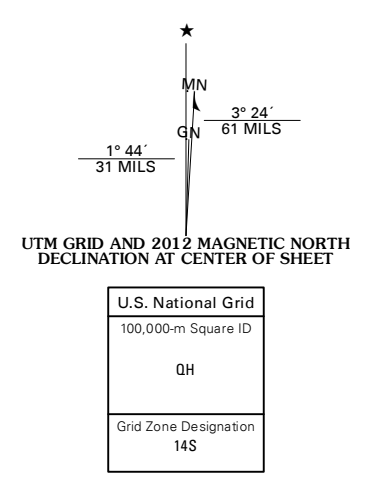 ★
MN
3° 24´
61 MILS
GN
1° 44´
31 MILS
UTM GRID AND 2012 MAGNETIC NORTH
DECLINATION AT CENTER OF SHEET
U.S. National Grid
100,000-m Square ID
QH
Grid Zone Designation
14S